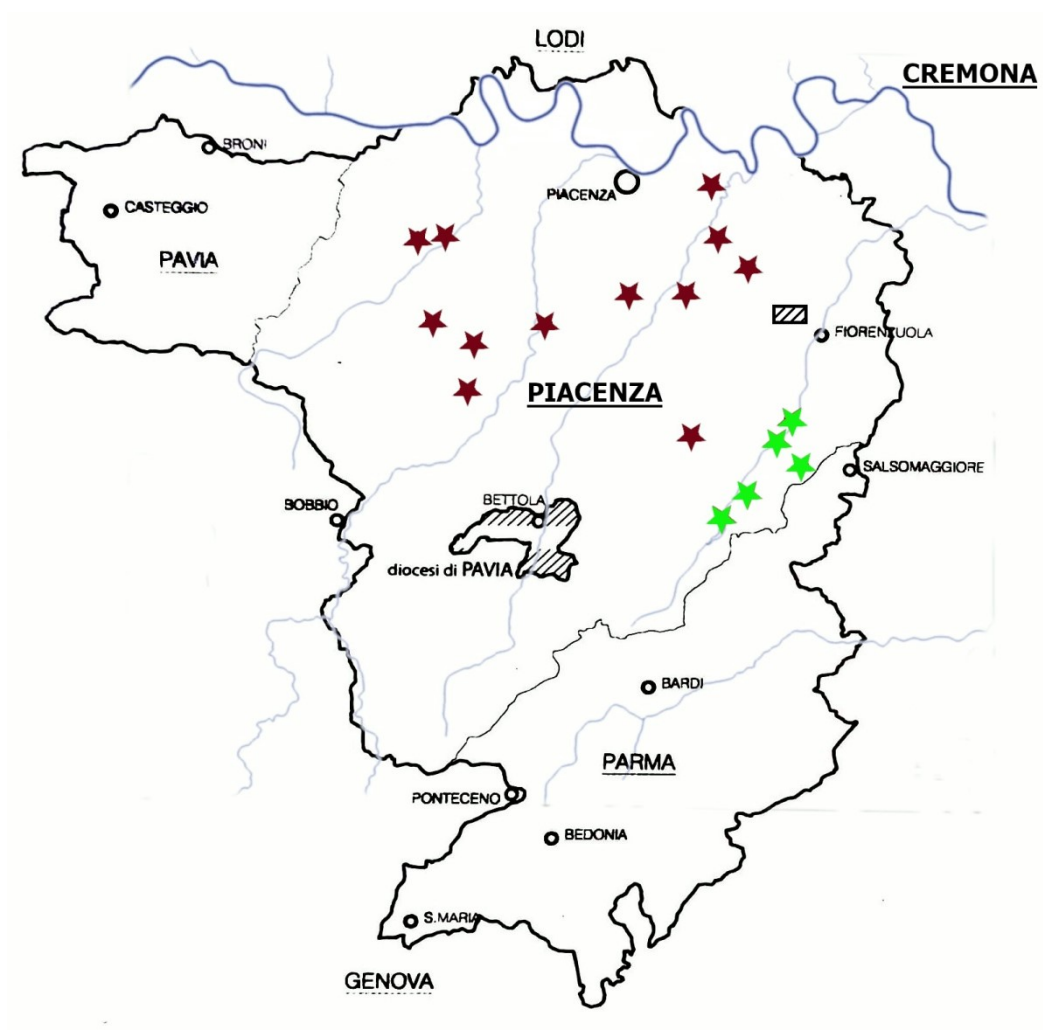 LODI
CREMONA
BRONI
PIACENZA
CASTEGGIO
PAVIA
FIORENZUOLA
PIACENZA
SALSOMAGGIORE
BETTOLA
BOBBIO
diocesi di PAVIA
BARDI
PARMA
PONTECENO
BEDONIA
S.MARIA
GENOVA